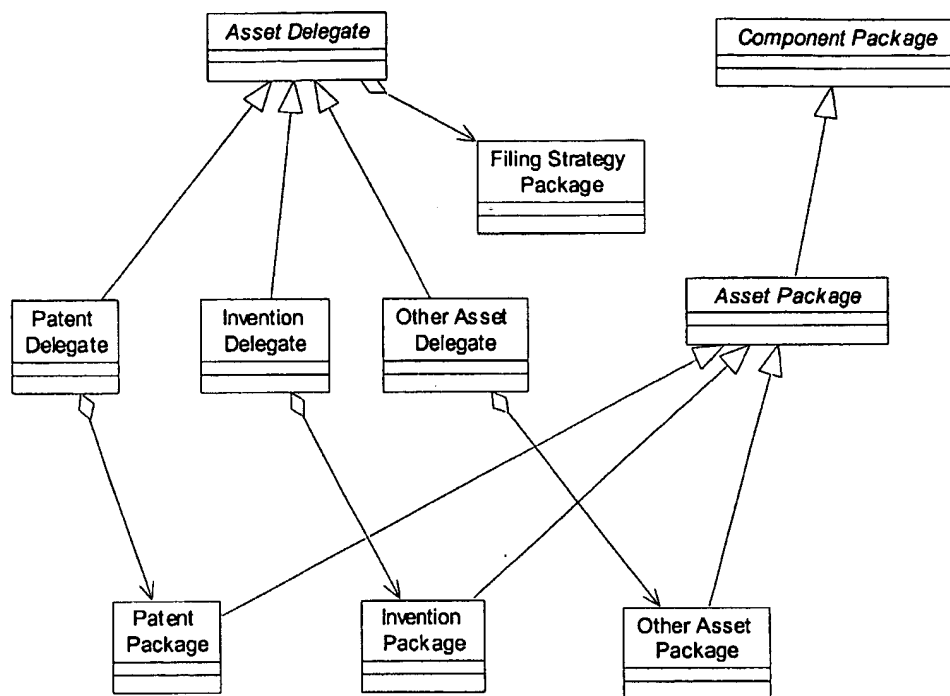 Asset Delegate
Component Package
Filing Strategy
Package
Asset Package
Patent
Delegate
Invention
Delegate
Other Asset
Delegate
Patent
Package
Invention
Package
Other Asset
Package